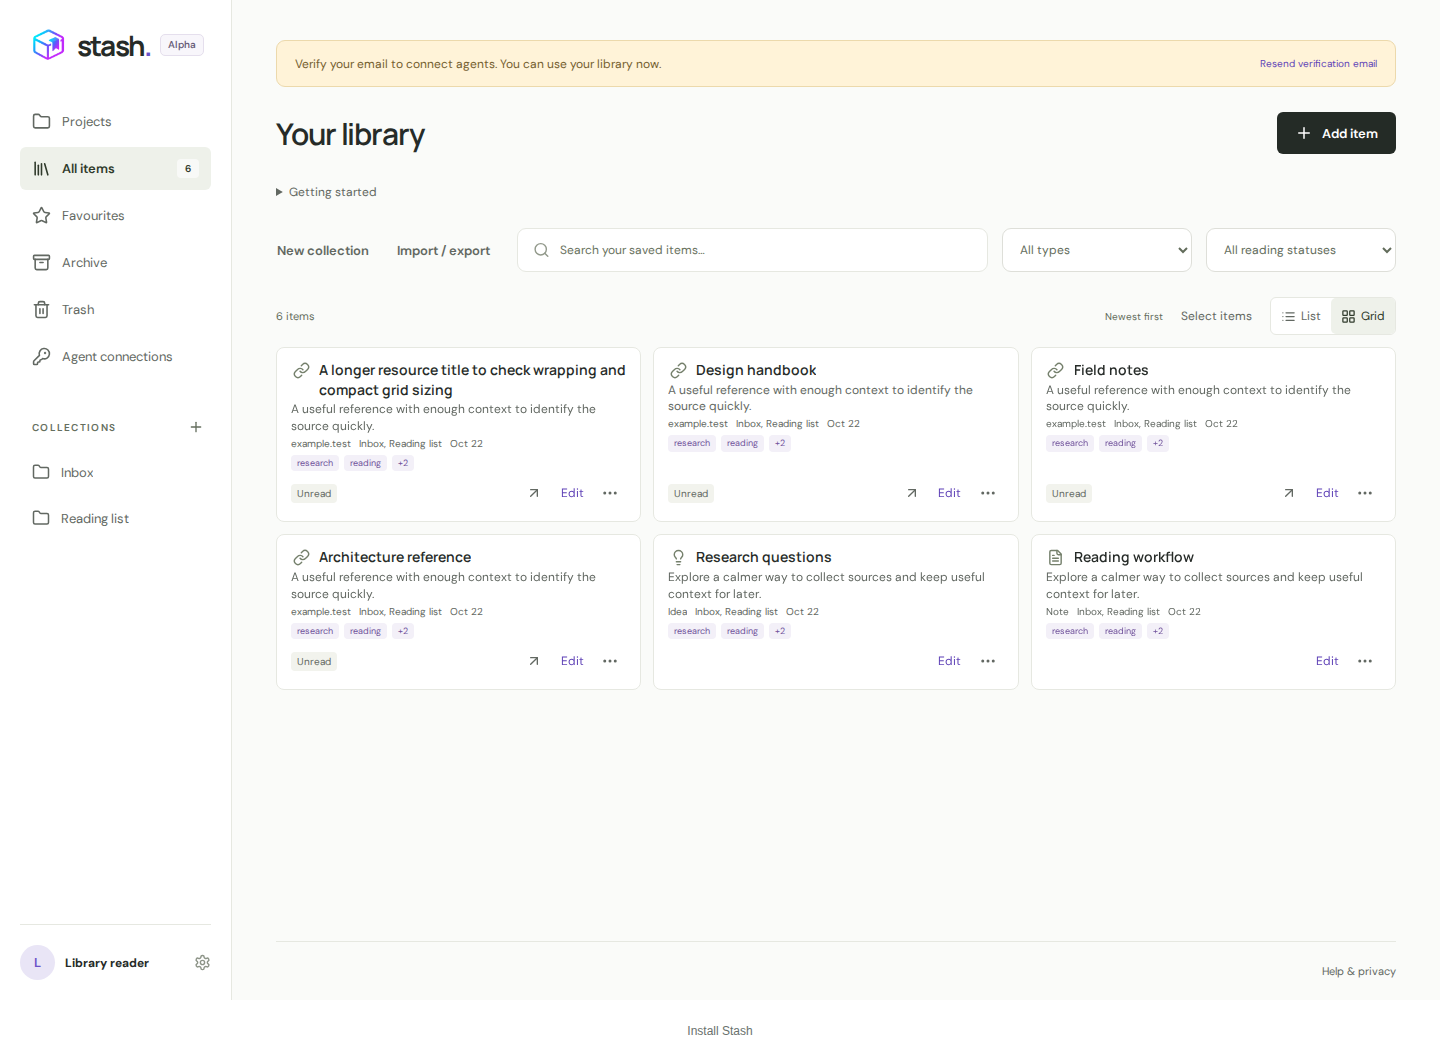 stash.
Alpha
Projects
All items
6
Favourites
Archive
Trash
Agent connections
COLLECTIONS
Inbox
Reading list
L
Library reader
Verify your email to connect agents. You can use your library now.
Resend verification email
Your library
Add item
Getting started
New collection
Import / export
Search your saved items...
All types
All reading statuses
6 items
Newest first
Select items
List
Grid
A longer resource title to check wrapping and
compact grid sizing
A useful reference with enough context to identify the
source quickly.
example.test Inbox, Reading list Oct 22
research reading +2
Unread
Edit
Design handbook
A useful reference with enough context to identify the
source quickly.
example.test Inbox, Reading list Oct 22
research reading +2
Unread
Edit
Field notes
A useful reference with enough context to identify the
source quickly.
example.test Inbox, Reading list Oct 22
research reading +2
Unread
Edit
Architecture reference
A useful reference with enough context to identify the
source quickly.
example.test Inbox, Reading list Oct 22
research reading +2
Unread
Edit
Research questions
Explore a calmer way to collect sources and keep useful
context for later.
Idea Inbox, Reading list Oct 22
research reading +2
Edit
Reading workflow
Explore a calmer way to collect sources and keep useful
context for later.
Note Inbox, Reading list Oct 22
research reading +2
Edit
Help & privacy
Install Stash